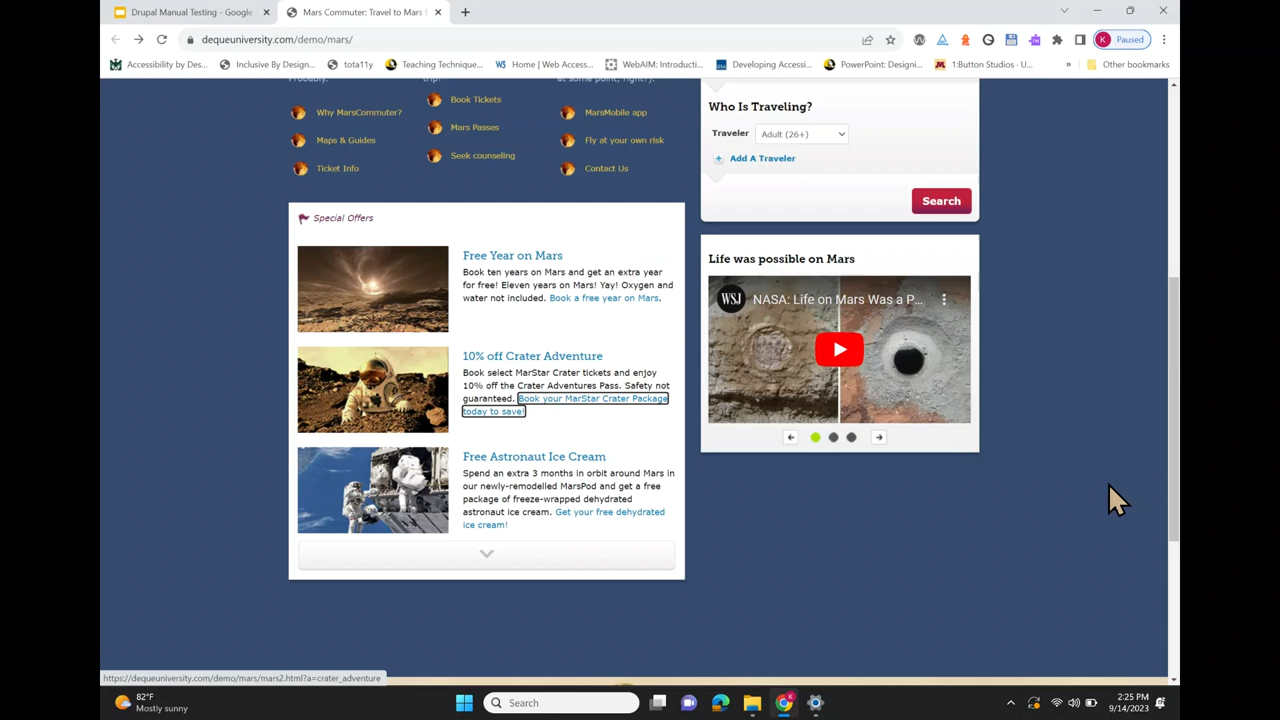 Drupal Manual Testing - Google
Mars Commuter: Travel to Mars
dequeuniversity.com/demo/mars/
K Paused
Accessibility by Des...
Inclusive By Design...
tota11y
Teaching Technique...
Home | Web Access...
WebAIM: Introducti...
Developing Accessi...
PowerPoint: Designi...
1:Button Studios - U...
»
Other bookmarks
Probably.
trip!
at some point, right?).
Why MarsCommuter?
Maps & Guides
Ticket Info
Book Tickets
Mars Passes
Seek counseling
MarsMobile app
Fly at your own risk
Contact Us
Who Is Traveling?
Traveler Adult (26+)
+ Add A Traveler
Search
Special Offers
Free Year on Mars
Book ten years on Mars and get an extra year
for free! Eleven years on Mars! Yay! Oxygen and
water not included. Book a free year on Mars.
10% off Crater Adventure
Book select MarStar Crater tickets and enjoy
10% off the Crater Adventures Pass. Safety not
guaranteed. Book your MarStar Crater Package
today to save!
Free Astronaut Ice Cream
Spend an extra 3 months in orbit around Mars in
our newly-remodelled MarsPod and get a free
package of freeze-wrapped dehydrated
astronaut ice cream. Get your free dehydrated
ice cream!
Life was possible on Mars
WSJ NASA: Life on Mars Was a P...
https://dequeuniversity.com/demo/mars/mars2.html?a=crater_adventure
82°F
Mostly sunny
Search
2:25 PM
9/14/2023